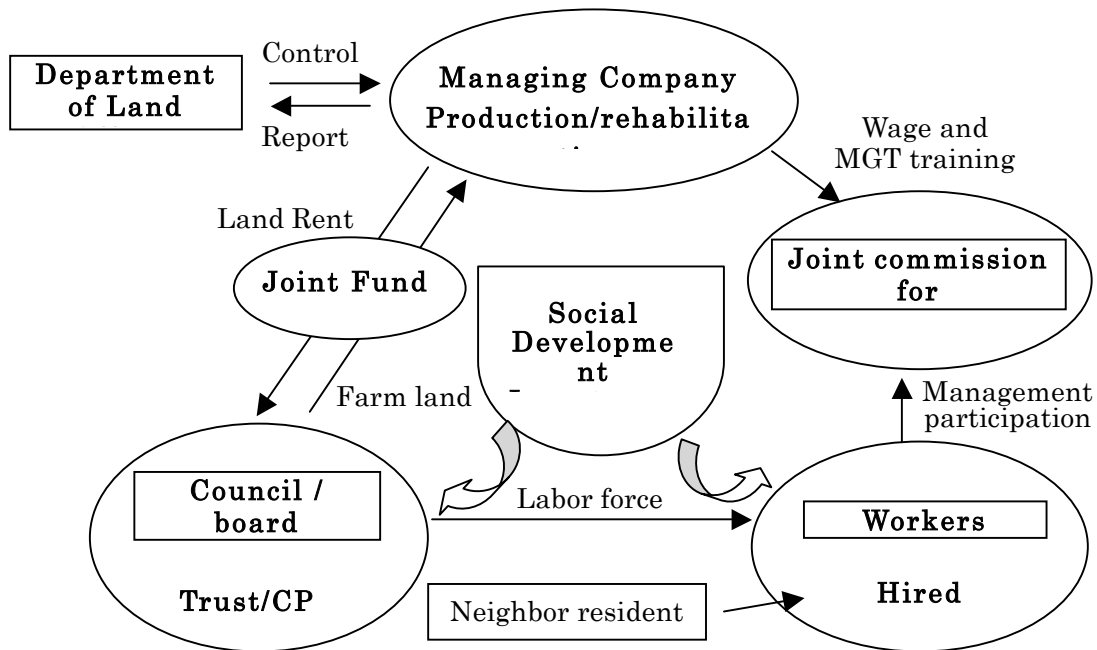 Control
Department
of Land
Report
Managing Company
Production/rehabilita
Wage and
MGT training
Land Rent
Joint Fund
Joint commission
for
Social
Developme
nt
Farm land
Management
participation
Council /
board
Trust/CP
Labor force
Workers
Hired
Neighbor resident